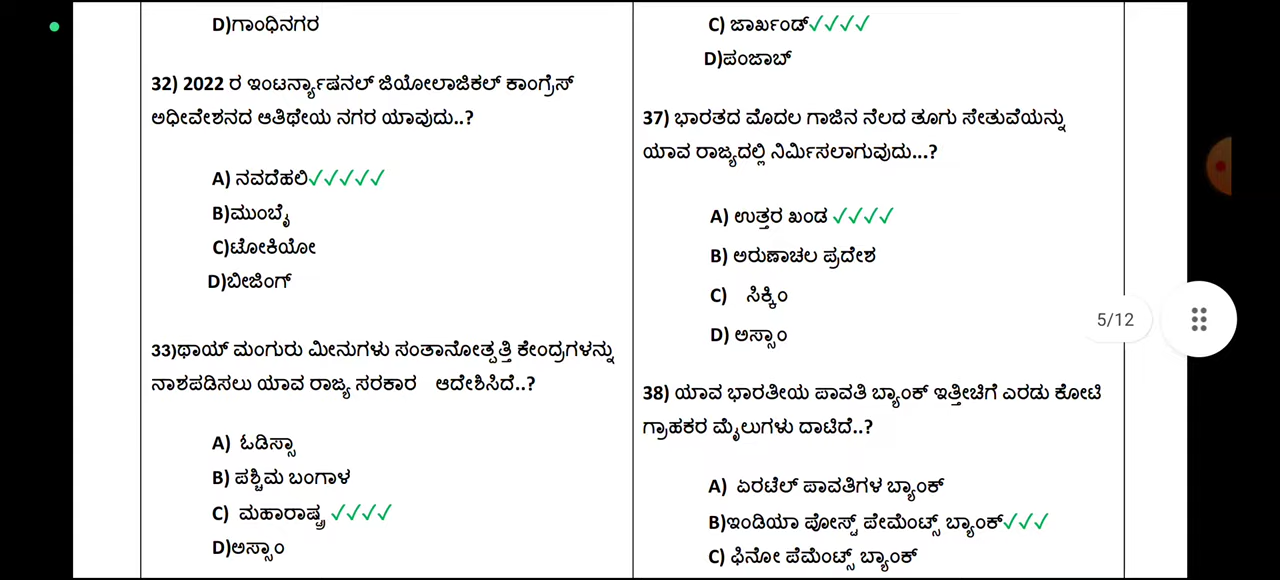 D)ಗಾಂಧಿನಗರ
32) 2022 ರ ಇಂಟರ್ನ್ಯಾಷನಲ್ ಜಿಯೋಲಾಜಿಕಲ್ ಕಾಂಗ್ರೆಸ್
ಅಧೀವೇಶನದ ಆತಿಥೇಯ ನಗರ ಯಾವುದು..?
A) ನವದೆಹಲಿ✓✓✓✓✓
B)ಮುಂಬೈ
C)ಟೋಕಿಯೋ
D)ಬೀಜಿಂಗ್
33)ಥಾಯ್ ಮಂಗುರು ಮೀನುಗಳು ಸಂತಾನೋತ್ಪತ್ತಿ ಕೇಂದ್ರಗಳನ್ನು
ನಾಶಪಡಿಸಲು ಯಾವ ರಾಜ್ಯ ಸರಕಾರ ಆದೇಶಿಸಿದೆ..?
A) ಓಡಿಸ್ಸಾ
B) ಪಶ್ಚಿಮ ಬಂಗಾಳ
C) ಮಹಾರಾಷ್ಟ್ರ ✓✓✓✓
D)ಅಸ್ಸಾಂ
C) ಜಾರ್ಖಂಡ್✓✓✓✓
D)ಪಂಜಾಬ್
37) ಭಾರತದ ಮೊದಲ ಗಾಜಿನ ನೆಲದ ತೂಗು ಸೇತುವೆಯನ್ನು
ಯಾವ ರಾಜ್ಯದಲ್ಲಿ ನಿರ್ಮಿಸಲಾಗುವುದು...?
A) ಉತ್ತರ ಖಂಡ ✓✓✓✓
B) ಅರುಣಾಚಲ ಪ್ರದೇಶ
C) ಸಿಕ್ಕಿಂ
D) ಅಸ್ಸಾಂ
5/12
38) ಯಾವ ಭಾರತೀಯ ಪಾವತಿ ಬ್ಯಾಂಕ್ ಇತ್ತೀಚಿಗೆ ಎರಡು ಕೋಟಿ
ಗ್ರಾಹಕರ ಮೈಲುಗಳು ದಾಟಿದೆ..?
A) ಏರಟೆಲ್ ಪಾವತಿಗಳ ಬ್ಯಾಂಕ್
B)ಇಂಡಿಯಾ ಪೋಸ್ಟ್ ಪೇಮೆಂಟ್ಸ್ ಬ್ಯಾಂಕ್✓✓✓
C) ಫಿನೋ ಪೆಮೆಂಟ್ಸ್ ಬ್ಯಾಂಕ್